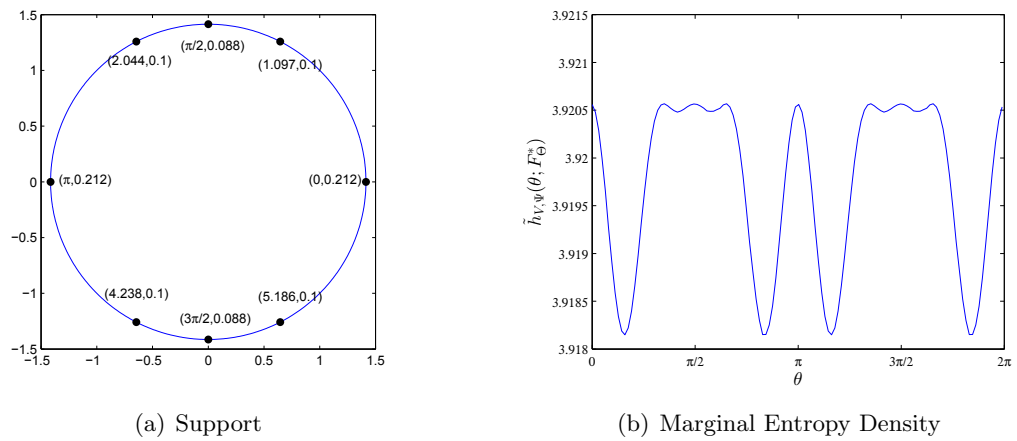 1.5
1
0.5
0
−0.5
−1
−1.5
−1.5 −1 −0.5 0 0.5 1 1.5
(π/2,0.088)
(2.044,0.1)
(1.097,0.1)
(π,0.212)
(0,0.212)
(4.238,0.1)
(5.186,0.1)
(3π/2,0.088)
(a) Support
3.9215
3.921
3.9205
3.92
3.9195
3.919
3.9185
3.918
0 π/2 π 3π/2 2π
θ
h̃_{V,Ψ}(θ; F*_Θ)
(b) Marginal Entropy Density